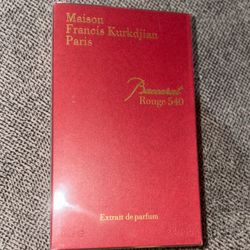 Maison
Francis Kurkdjian
Paris
Baccarat
Rouge 540
Extrait de parfum